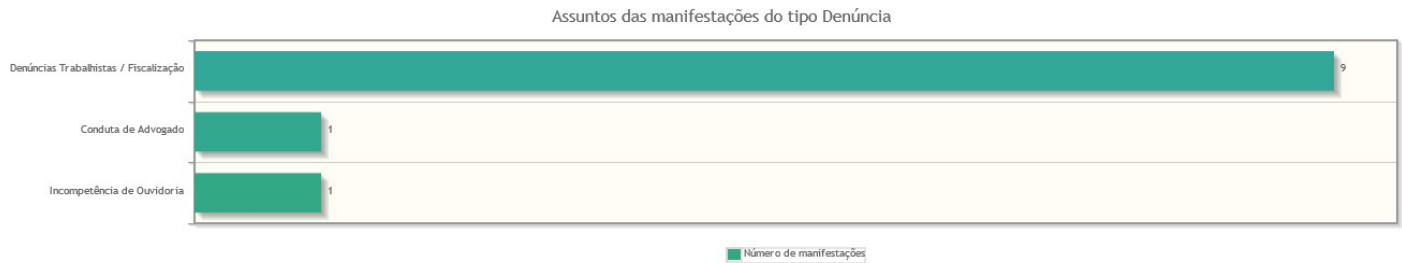 Assuntos das manifestações do tipo Denúncia
Denúncias Trabalhistas / Fiscalização
9
Conduta de Advogado
1
Incompetência de Ouvidoria
1
Número de manifestações